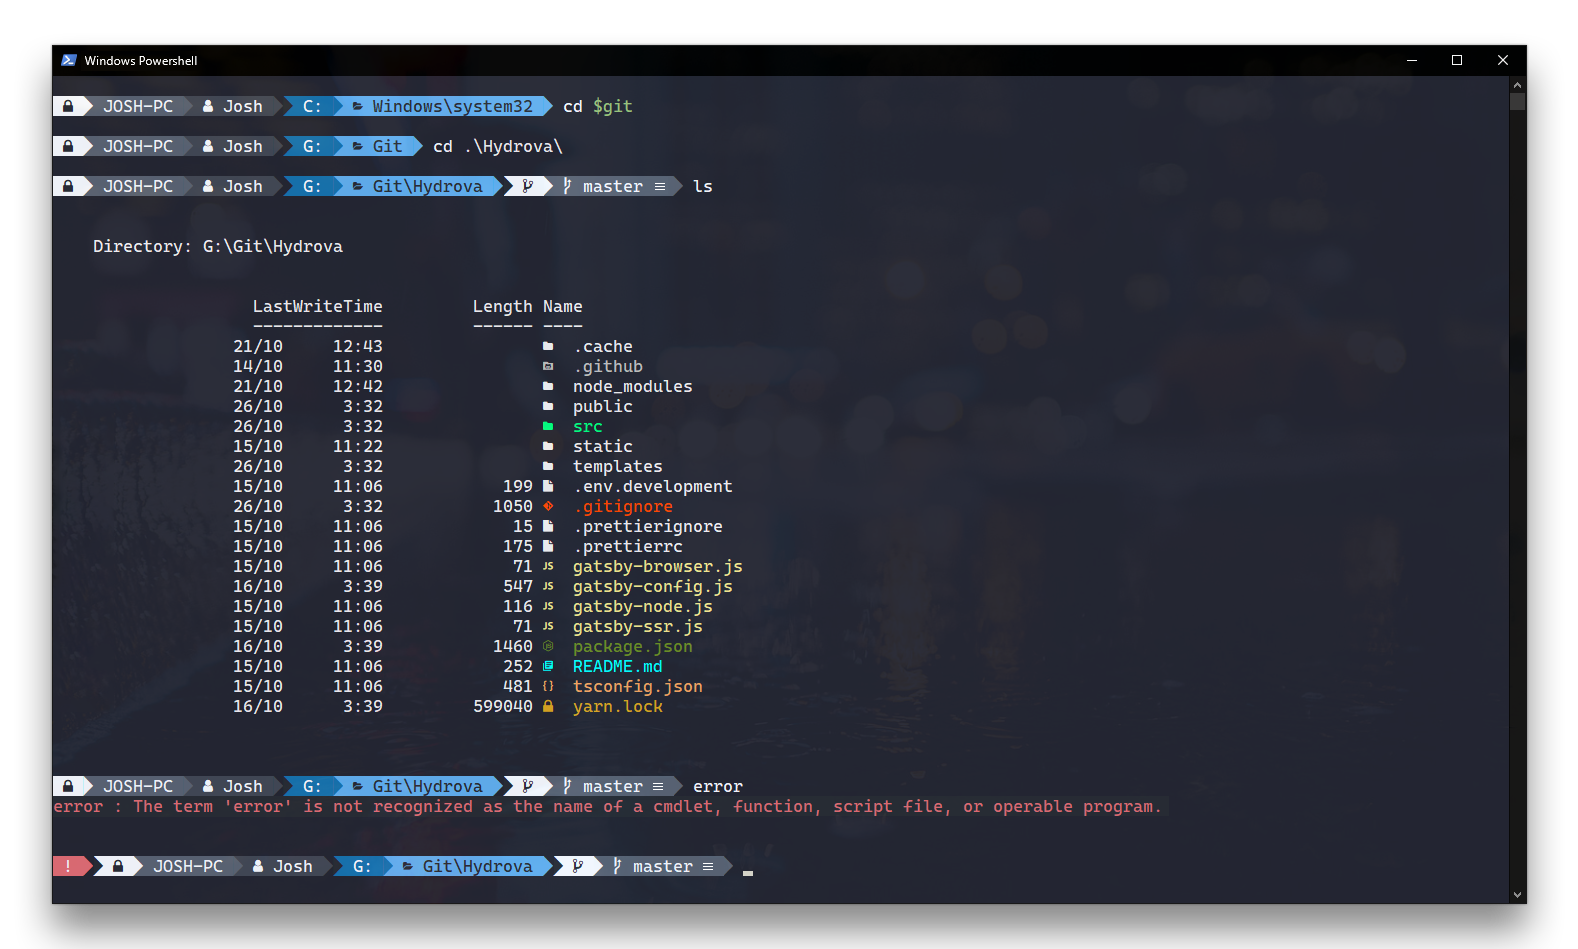 Windows Powershell
JOSH-PC Josh C: Windows\system32 cd $git
JOSH-PC Josh G: Git cd .\Hydrova\
JOSH-PC Josh G: Git\Hydrova master ≡ ls
Directory: G:\Git\Hydrova
LastWriteTime Length Name
------------- ------ ----
21/10 12:43 .cache
14/10 11:30 .github
21/10 12:42 node_modules
26/10 3:32 public
26/10 3:32 src
15/10 11:22 static
26/10 3:32 templates
15/10 11:06 199 .env.development
26/10 3:32 1050 .gitignore
15/10 11:06 15 .prettierignore
15/10 11:06 175 .prettierrc
15/10 11:06 71 JS gatsby-browser.js
16/10 3:39 547 JS gatsby-config.js
15/10 11:06 116 JS gatsby-node.js
15/10 11:06 71 JS gatsby-ssr.js
16/10 3:39 1460 package.json
15/10 11:06 252 README.md
15/10 11:06 481 {} tsconfig.json
16/10 3:39 599040 yarn.lock
JOSH-PC Josh G: Git\Hydrova master ≡ error
error : The term 'error' is not recognized as the name of a cmdlet, function, script file, or operable program.
! JOSH-PC Josh G: Git\Hydrova master ≡ _